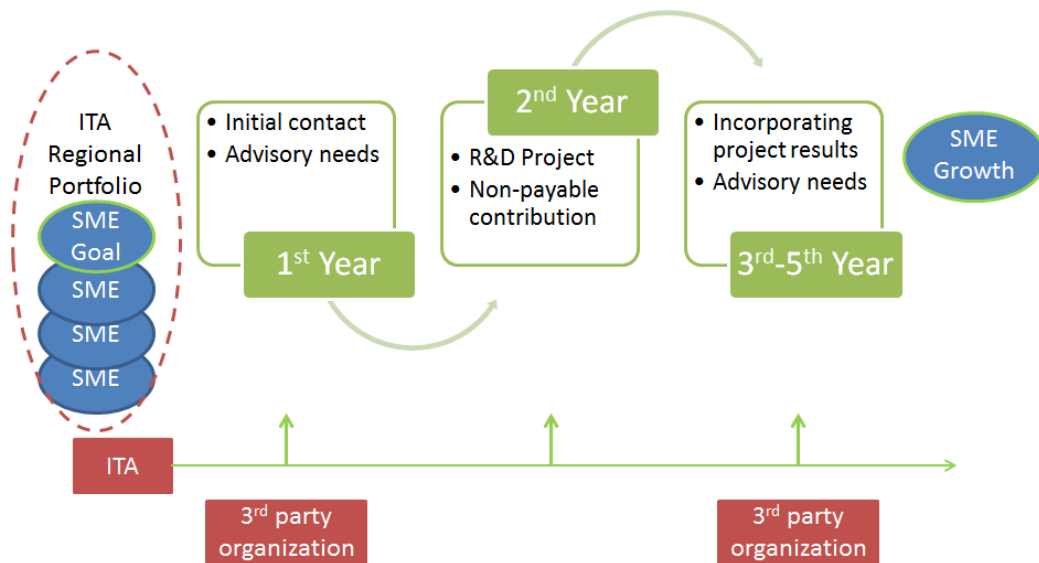 ITA
Regional
Portfolio
SME
Goal
SME
SME
SME
• Initial contact
• Advisory needs
1st Year
2nd Year
• R&D Project
• Non-payable
contribution
• Incorporating
project results
• Advisory needs
3rd-5th Year
SME
Growth
ITA
3rd party
organization
3rd party
organization